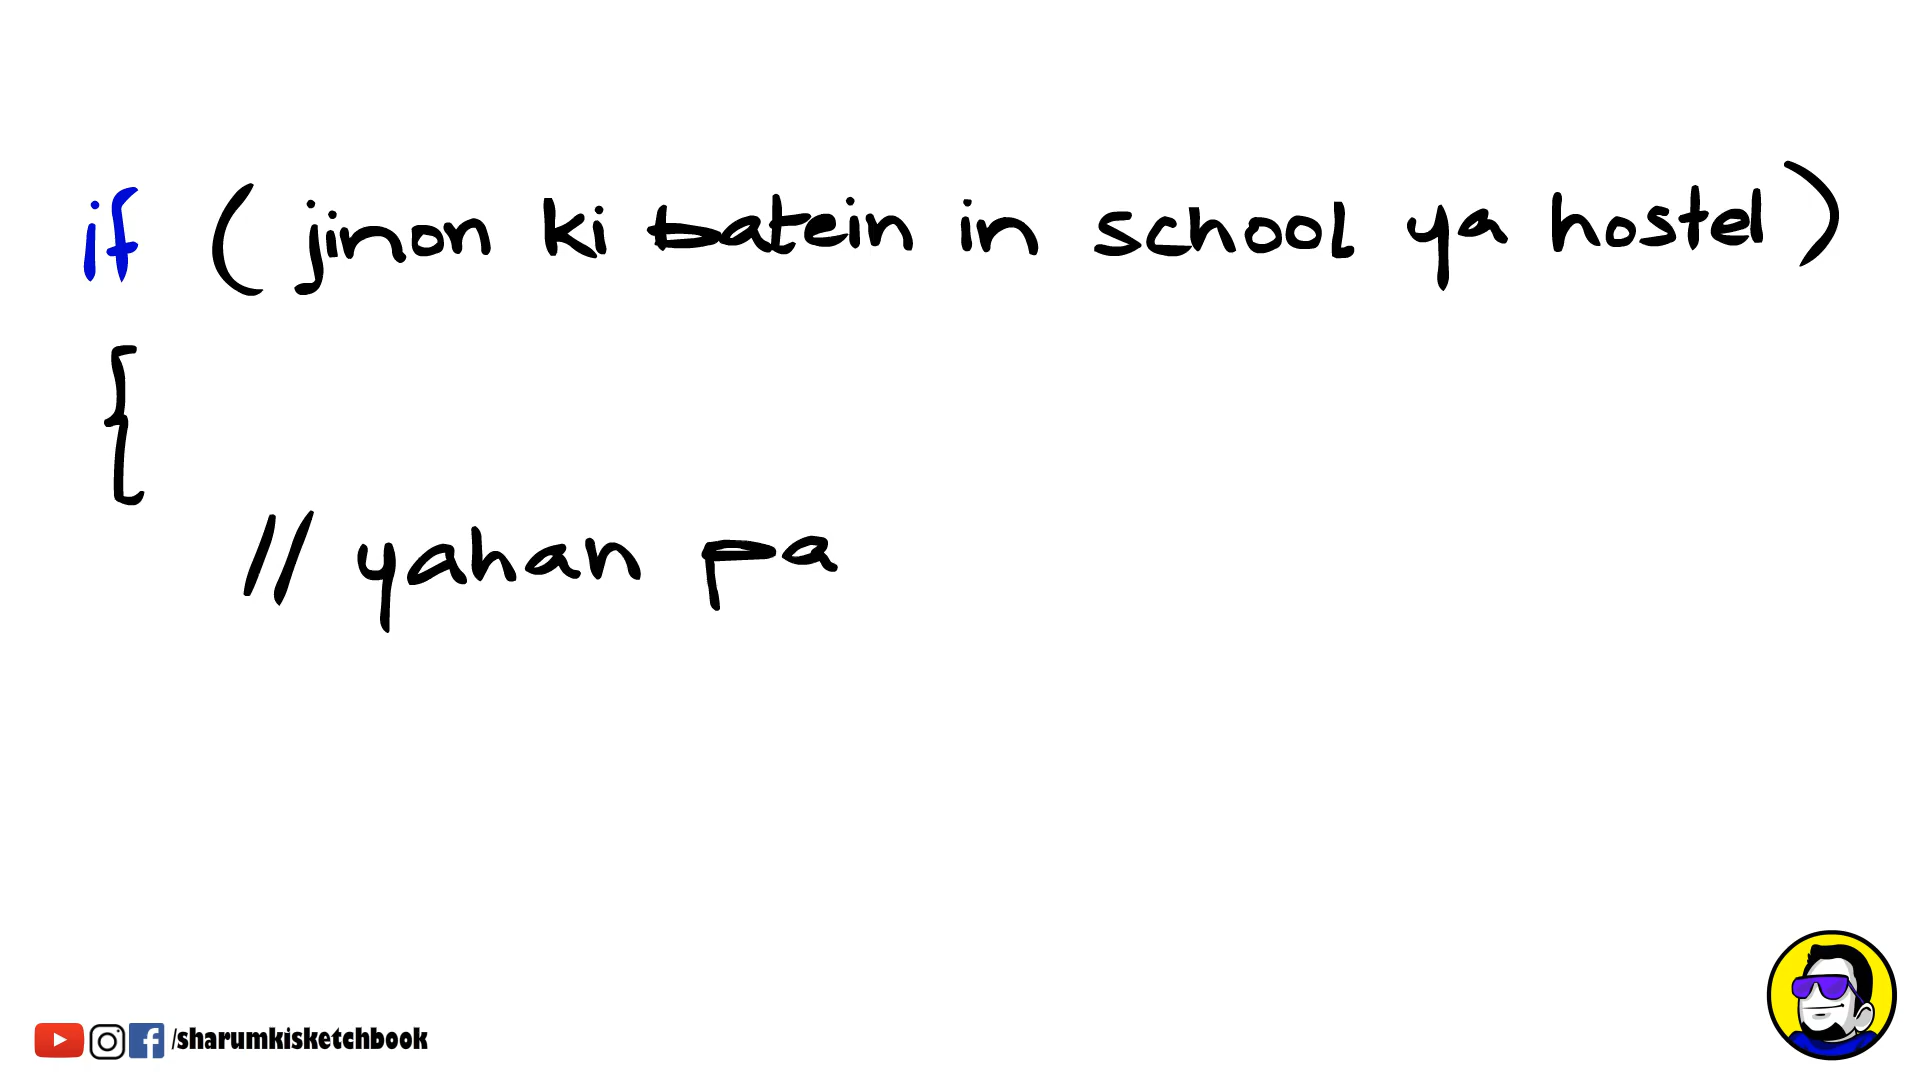 if (jinon ki batein in school ya hostel)
{
// yahan pa
/sharumkisketchbook